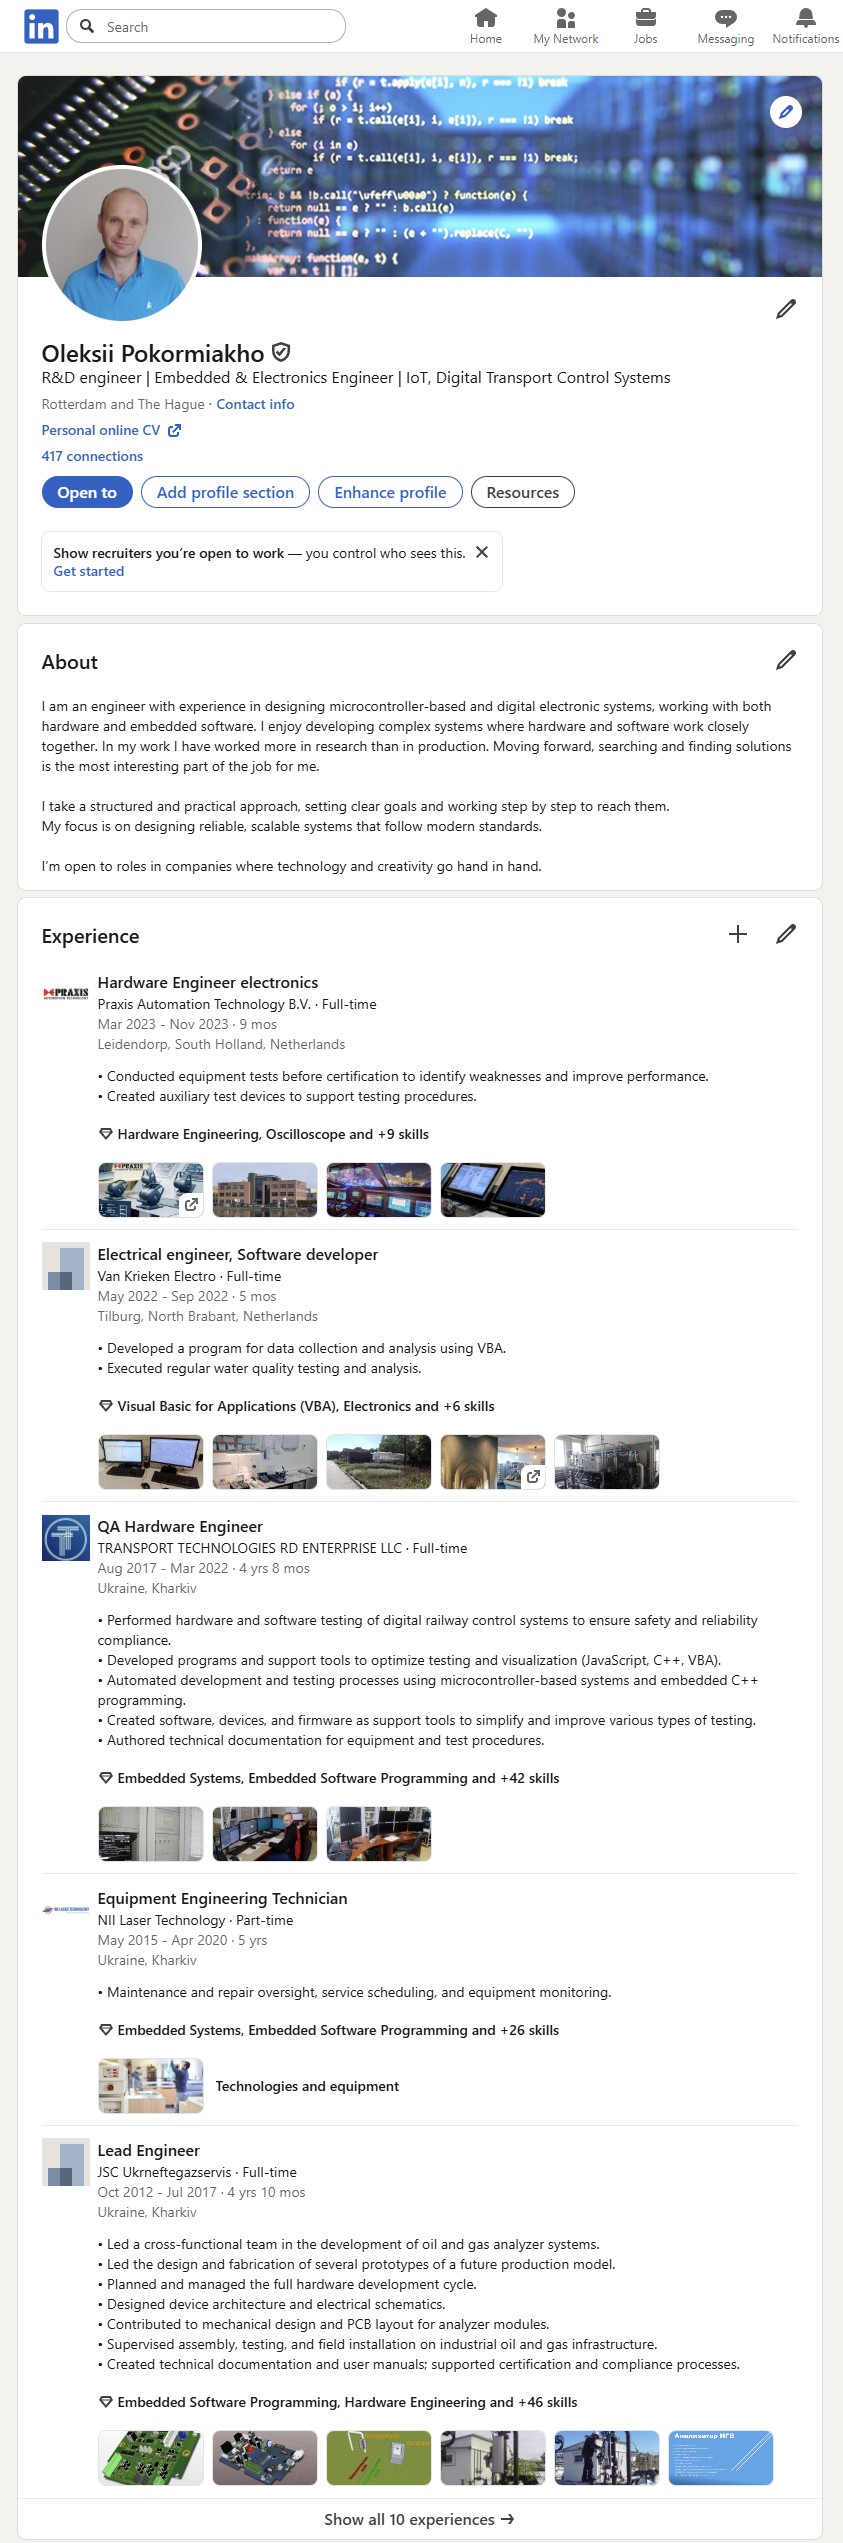 in
Search
Home
My Network
Jobs
Messaging
Notifications
if (r = t.apply(e[i], n), r === !1) break
} else if (a) {
for (; o > i; i++)
if (r = t.call(e[i], i, e[i]), r === !1) break
} else
for (i in e)
if (r = t.call(e[i], i, e[i]), r === !1) break;
return e
trim: b && !b.call("\ufeff\u00a0") ? function(e) {
return null == e ? "" : b.call(e)
} : function(e) {
return null == e ? "" : (e + "").replace(C, "")
},
makeArray: function(e, t) {
var n = t || [];
Oleksii Pokormiakho
R&D engineer | Embedded & Electronics Engineer | IoT, Digital Transport Control Systems
Rotterdam and The Hague · Contact info
Personal online CV
417 connections
Open to
Add profile section
Enhance profile
Resources
Show recruiters you're open to work — you control who sees this.
Get started
About
I am an engineer with experience in designing microcontroller-based and digital electronic systems, working with both
hardware and embedded software. I enjoy developing complex systems where hardware and software work closely
together. In my work I have worked more in research than in production. Moving forward, searching and finding solutions
is the most interesting part of the job for me.
I take a structured and practical approach, setting clear goals and working step by step to reach them.
My focus is on designing reliable, scalable systems that follow modern standards.
I'm open to roles in companies where technology and creativity go hand in hand.
Experience
PRAXIS
AUTOMATION TECHNOLOGY
Hardware Engineer electronics
Praxis Automation Technology B.V. · Full-time
Mar 2023 - Nov 2023 · 9 mos
Leidendorp, South Holland, Netherlands
• Conducted equipment tests before certification to identify weaknesses and improve performance.
• Created auxiliary test devices to support testing procedures.
Hardware Engineering, Oscilloscope and +9 skills
PRAXIS
Electrical engineer, Software developer
Van Krieken Electro · Full-time
May 2022 - Sep 2022 · 5 mos
Tilburg, North Brabant, Netherlands
• Developed a program for data collection and analysis using VBA.
• Executed regular water quality testing and analysis.
Visual Basic for Applications (VBA), Electronics and +6 skills
QA Hardware Engineer
TRANSPORT TECHNOLOGIES RD ENTERPRISE LLC · Full-time
Aug 2017 - Mar 2022 · 4 yrs 8 mos
Ukraine, Kharkiv
• Performed hardware and software testing of digital railway control systems to ensure safety and reliability
compliance.
• Developed programs and support tools to optimize testing and visualization (JavaScript, C++, VBA).
• Automated development and testing processes using microcontroller-based systems and embedded C++
programming.
• Created software, devices, and firmware as support tools to simplify and improve various types of testing.
• Authored technical documentation for equipment and test procedures.
Embedded Systems, Embedded Software Programming and +42 skills
NII LASER TECHNOLOGY
Equipment Engineering Technician
NII Laser Technology · Part-time
May 2015 - Apr 2020 · 5 yrs
Ukraine, Kharkiv
• Maintenance and repair oversight, service scheduling, and equipment monitoring.
Embedded Systems, Embedded Software Programming and +26 skills
Technologies and equipment
Lead Engineer
JSC Ukrneftegazservis · Full-time
Oct 2012 - Jul 2017 · 4 yrs 10 mos
Ukraine, Kharkiv
• Led a cross-functional team in the development of oil and gas analyzer systems.
• Led the design and fabrication of several prototypes of a future production model.
• Planned and managed the full hardware development cycle.
• Designed device architecture and electrical schematics.
• Contributed to mechanical design and PCB layout for analyzer modules.
• Supervised assembly, testing, and field installation on industrial oil and gas infrastructure.
• Created technical documentation and user manuals; supported certification and compliance processes.
Embedded Software Programming, Hardware Engineering and +46 skills
Анализатор НГВ
Show all 10 experiences →